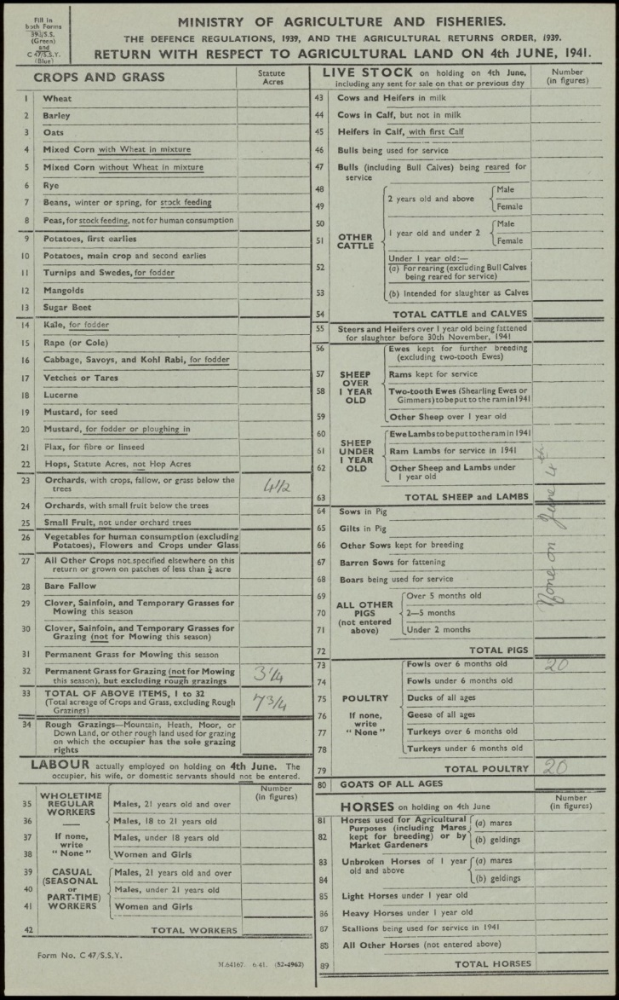 Fill in
both Forms
398/S.S.
(Green)
and
C 47/S.S.Y.
(Blue)
MINISTRY OF AGRICULTURE AND FISHERIES.
THE DEFENCE REGULATIONS, 1939, AND THE AGRICULTURAL RETURNS ORDER, 1939.
RETURN WITH RESPECT TO AGRICULTURAL LAND ON 4th JUNE, 1941.
CROPS AND GRASS Statute Acres
1 Wheat
2 Barley
3 Oats
4 Mixed Corn with Wheat in mixture
5 Mixed Corn without Wheat in mixture
6 Rye
7 Beans, winter or spring, for stock feeding
8 Peas, for stock feeding, not for human consumption
9 Potatoes, first earlies
10 Potatoes, main crop and second earlies
11 Turnips and Swedes, for fodder
12 Mangolds
13 Sugar Beet
14 Kale, for fodder
15 Rape (or Cole)
16 Cabbage, Savoys, and Kohl Rabi, for fodder
17 Vetches or Tares
18 Lucerne
19 Mustard, for seed
20 Mustard, for fodder or ploughing in
21 Flax, for fibre or linseed
22 Hops, Statute Acres, not Hop Acres
23 Orchards, with crops, fallow, or grass below the
trees 4 1/2
24 Orchards, with small fruit below the trees
25 Small Fruit, not under orchard trees
26 Vegetables for human consumption (excluding
Potatoes), Flowers and Crops under Glass
27 All Other Crops not specified elsewhere on this
return or grown on patches of less than ¼ acre
28 Bare Fallow
29 Clover, Sainfoin, and Temporary Grasses for
Mowing this season
30 Clover, Sainfoin, and Temporary Grasses for
Grazing (not for Mowing this season)
31 Permanent Grass for Mowing this season
32 Permanent Grass for Grazing (not for Mowing
this season), but excluding rough grazings 3 1/4
33 TOTAL OF ABOVE ITEMS, 1 to 32
(Total acreage of Crops and Grass, excluding Rough
Grazings) 7 3/4
34 Rough Grazings—Mountain, Heath, Moor, or
Down Land, or other rough land used for grazing
on which the occupier has the sole grazing
rights
LABOUR actually employed on holding on 4th June. The
occupier, his wife, or domestic servants should not be entered.
Number
(in figures)
WHOLETIME
REGULAR
WORKERS
If none,
write
"None"
35 Males, 21 years old and over
36 Males, 18 to 21 years old
37 Males, under 18 years old
38 Women and Girls
CASUAL
(SEASONAL
or
PART-TIME)
WORKERS
39 Males, 21 years old and over
40 Males, under 21 years old
41 Women and Girls
42 TOTAL WORKERS
Form No. C 47/S.S.Y.
M.64167. 6 41. (52-4962)
LIVE STOCK on holding on 4th June,
including any sent for sale on that or previous day
Number
(in figures)
43 Cows and Heifers in milk
44 Cows in Calf, but not in milk
45 Heifers in Calf, with first Calf
46 Bulls being used for service
47 Bulls (including Bull Calves) being reared for
service
OTHER
CATTLE
2 years old and above
48 Male
49 Female
1 year old and under 2
50 Male
51 Female
Under 1 year old:—
52 (a) For rearing (excluding Bull Calves
being reared for service)
53 (b) Intended for slaughter as Calves
54 TOTAL CATTLE and CALVES
55 Steers and Heifers over 1 year old being fattened
for slaughter before 30th November, 1941
SHEEP
OVER
1 YEAR
OLD
56 Ewes kept for further breeding
(excluding two-tooth Ewes)
57 Rams kept for service
58 Two-tooth Ewes (Shearling Ewes or
Gimmers) to be put to the ram in 1941
59 Other Sheep over 1 year old
SHEEP
UNDER
1 YEAR
OLD
60 Ewe Lambs to be put to the ram in 1941
61 Ram Lambs for service in 1941
62 Other Sheep and Lambs under
1 year old
63 TOTAL SHEEP and LAMBS
None on June 4th
64 Sows in Pig
65 Gilts in Pig
66 Other Sows kept for breeding
67 Barren Sows for fattening
68 Boars being used for service
ALL OTHER
PIGS
(not entered
above)
69 Over 5 months old
70 2—5 months
71 Under 2 months
72 TOTAL PIGS
POULTRY
If none,
write
"None"
73 Fowls over 6 months old 20
74 Fowls under 6 months old
75 Ducks of all ages
76 Geese of all ages
77 Turkeys over 6 months old
78 Turkeys under 6 months old
79 TOTAL POULTRY 20
80 GOATS OF ALL AGES
HORSES on holding on 4th June
Number
(in figures)
Horses used for Agricultural
Purposes (including Mares
kept for breeding) or by
Market Gardeners
81 (a) mares
82 (b) geldings
Unbroken Horses of 1 year
old and above
83 (a) mares
84 (b) geldings
85 Light Horses under 1 year old
86 Heavy Horses under 1 year old
87 Stallions being used for service in 1941
88 All Other Horses (not entered above)
89 TOTAL HORSES